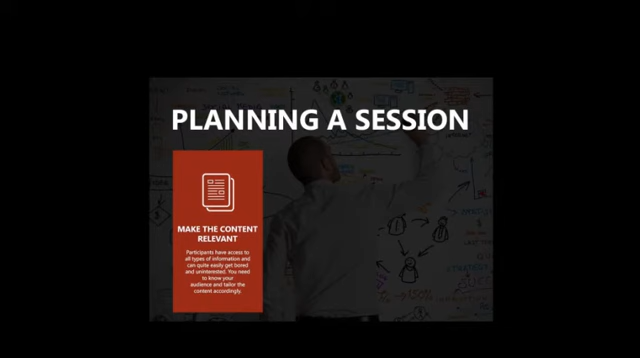 PLANNING A SESSION
MAKE THE CONTENT
RELEVANT
Participants have access to
all types of information and
can quite easily get bored
and uninterested. You need
to know your
audience and tailor the
content accordingly.